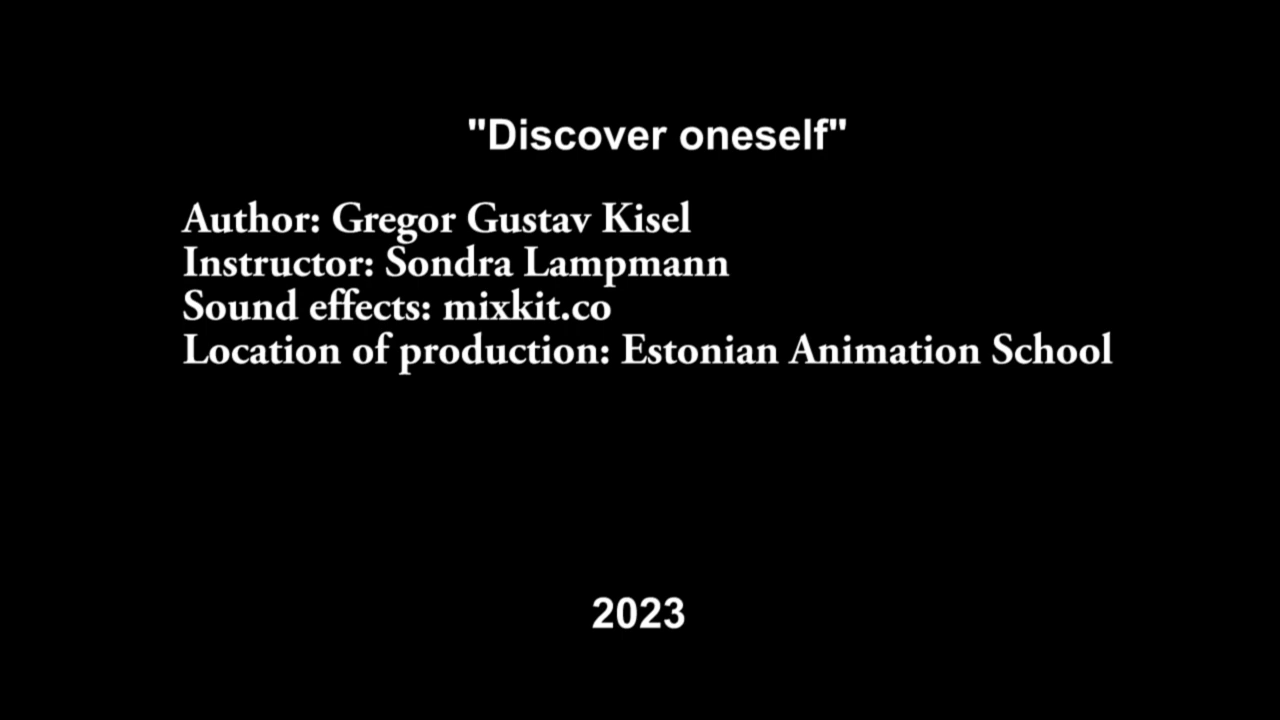 "Discover oneself"
Author: Gregor Gustav Kisel
Instructor: Sondra Lampmann
Sound effects: mixkit.co
Location of production: Estonian Animation School
2023